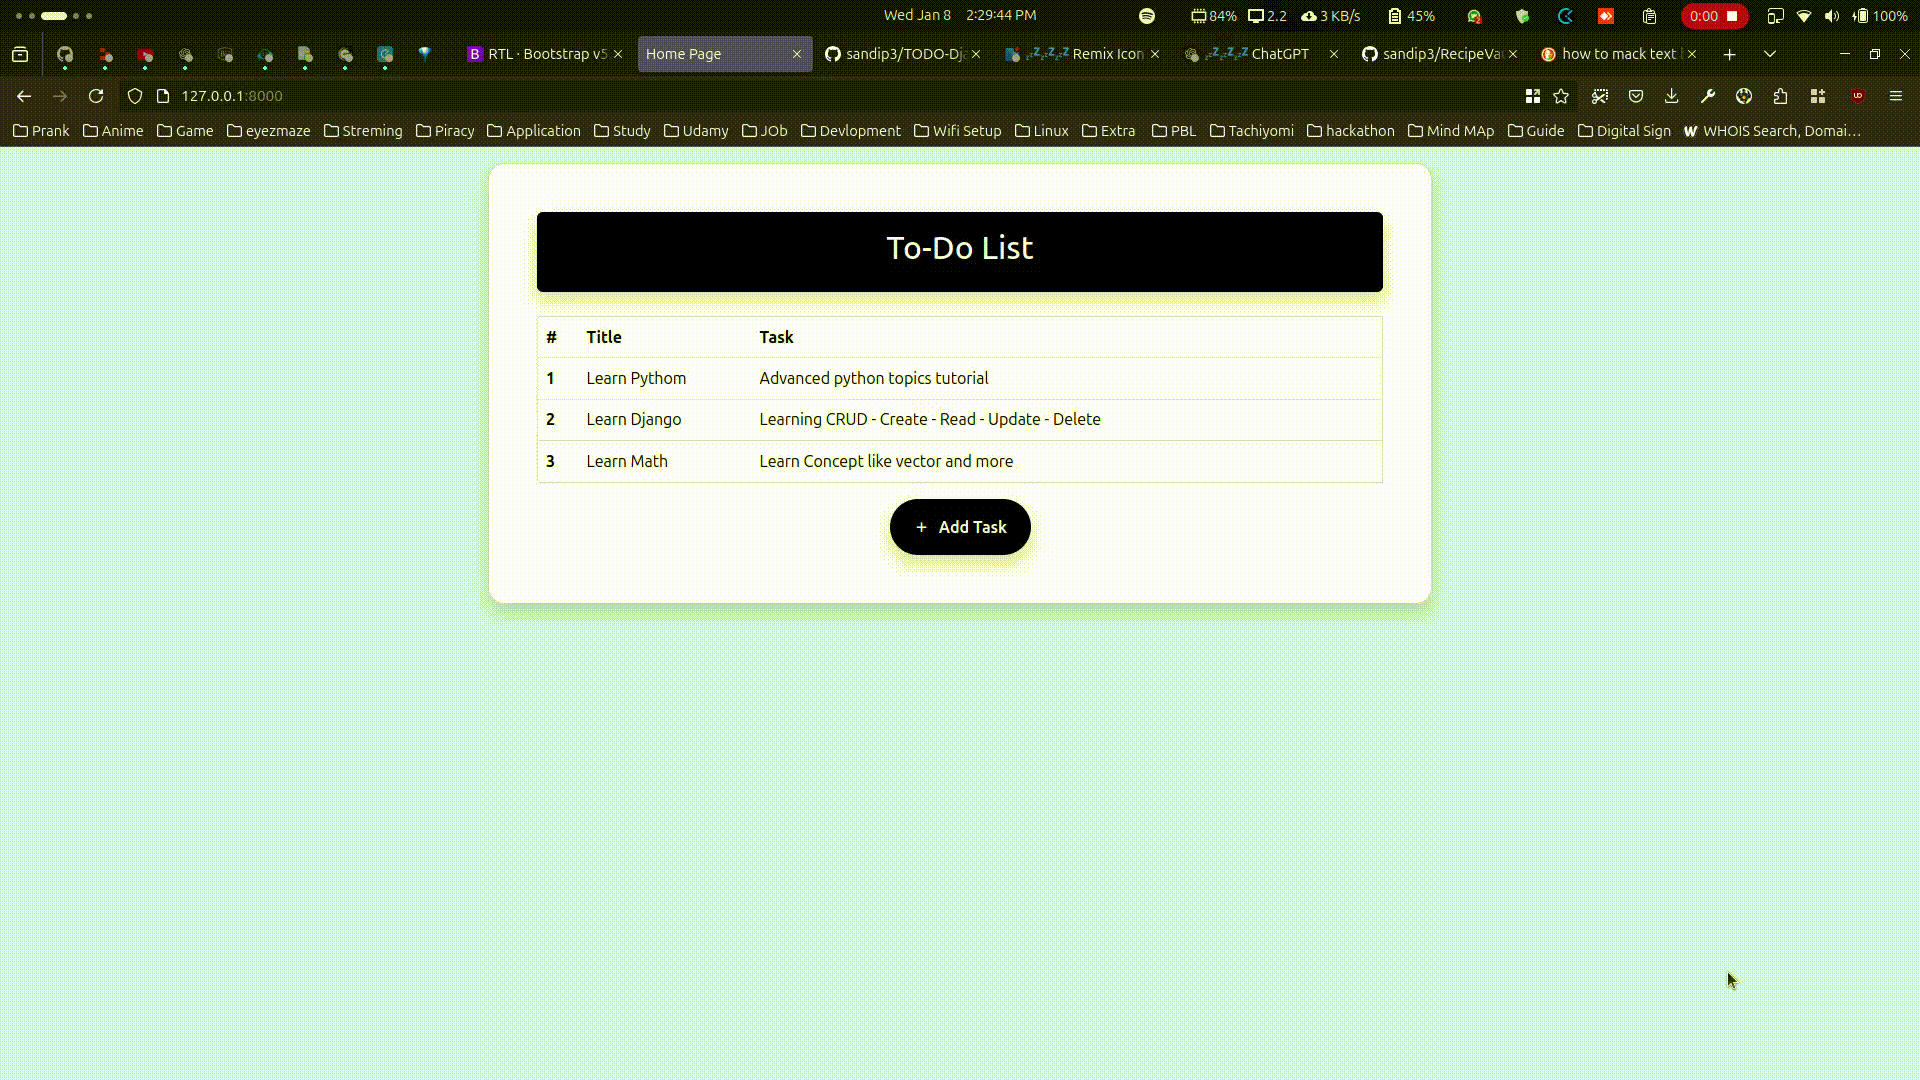 Wed Jan 8 2:29:44 PM 84% 2.2 3 KB/s 45% 0:00 100%
RTL · Bootstrap v5 Home Page sandip3/TODO-Dja zZzZzZ Remix Icon zZzZzZ ChatGPT sandip3/RecipeVau how to mack text
127.0.0.1:8000
Prank Anime Game eyezmaze Streming Piracy Application Study Udamy JOb Devlopment Wifi Setup Linux Extra PBL Tachiyomi hackathon Mind MAp Guide Digital Sign WHOIS Search, Domai…
To-Do List
# Title Task
1 Learn Pythom Advanced python topics tutorial
2 Learn Django Learning CRUD - Create - Read - Update - Delete
3 Learn Math Learn Concept like vector and more
+ Add Task